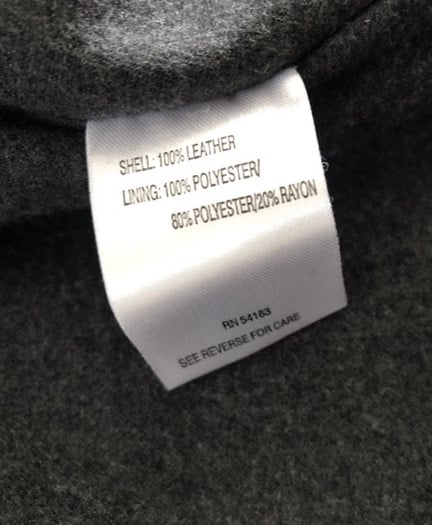 SHELL: 100% LEATHER
LINING: 100% POLYESTER/
80% POLYESTER/20% RAYON
RN 54163
SEE REVERSE FOR CARE